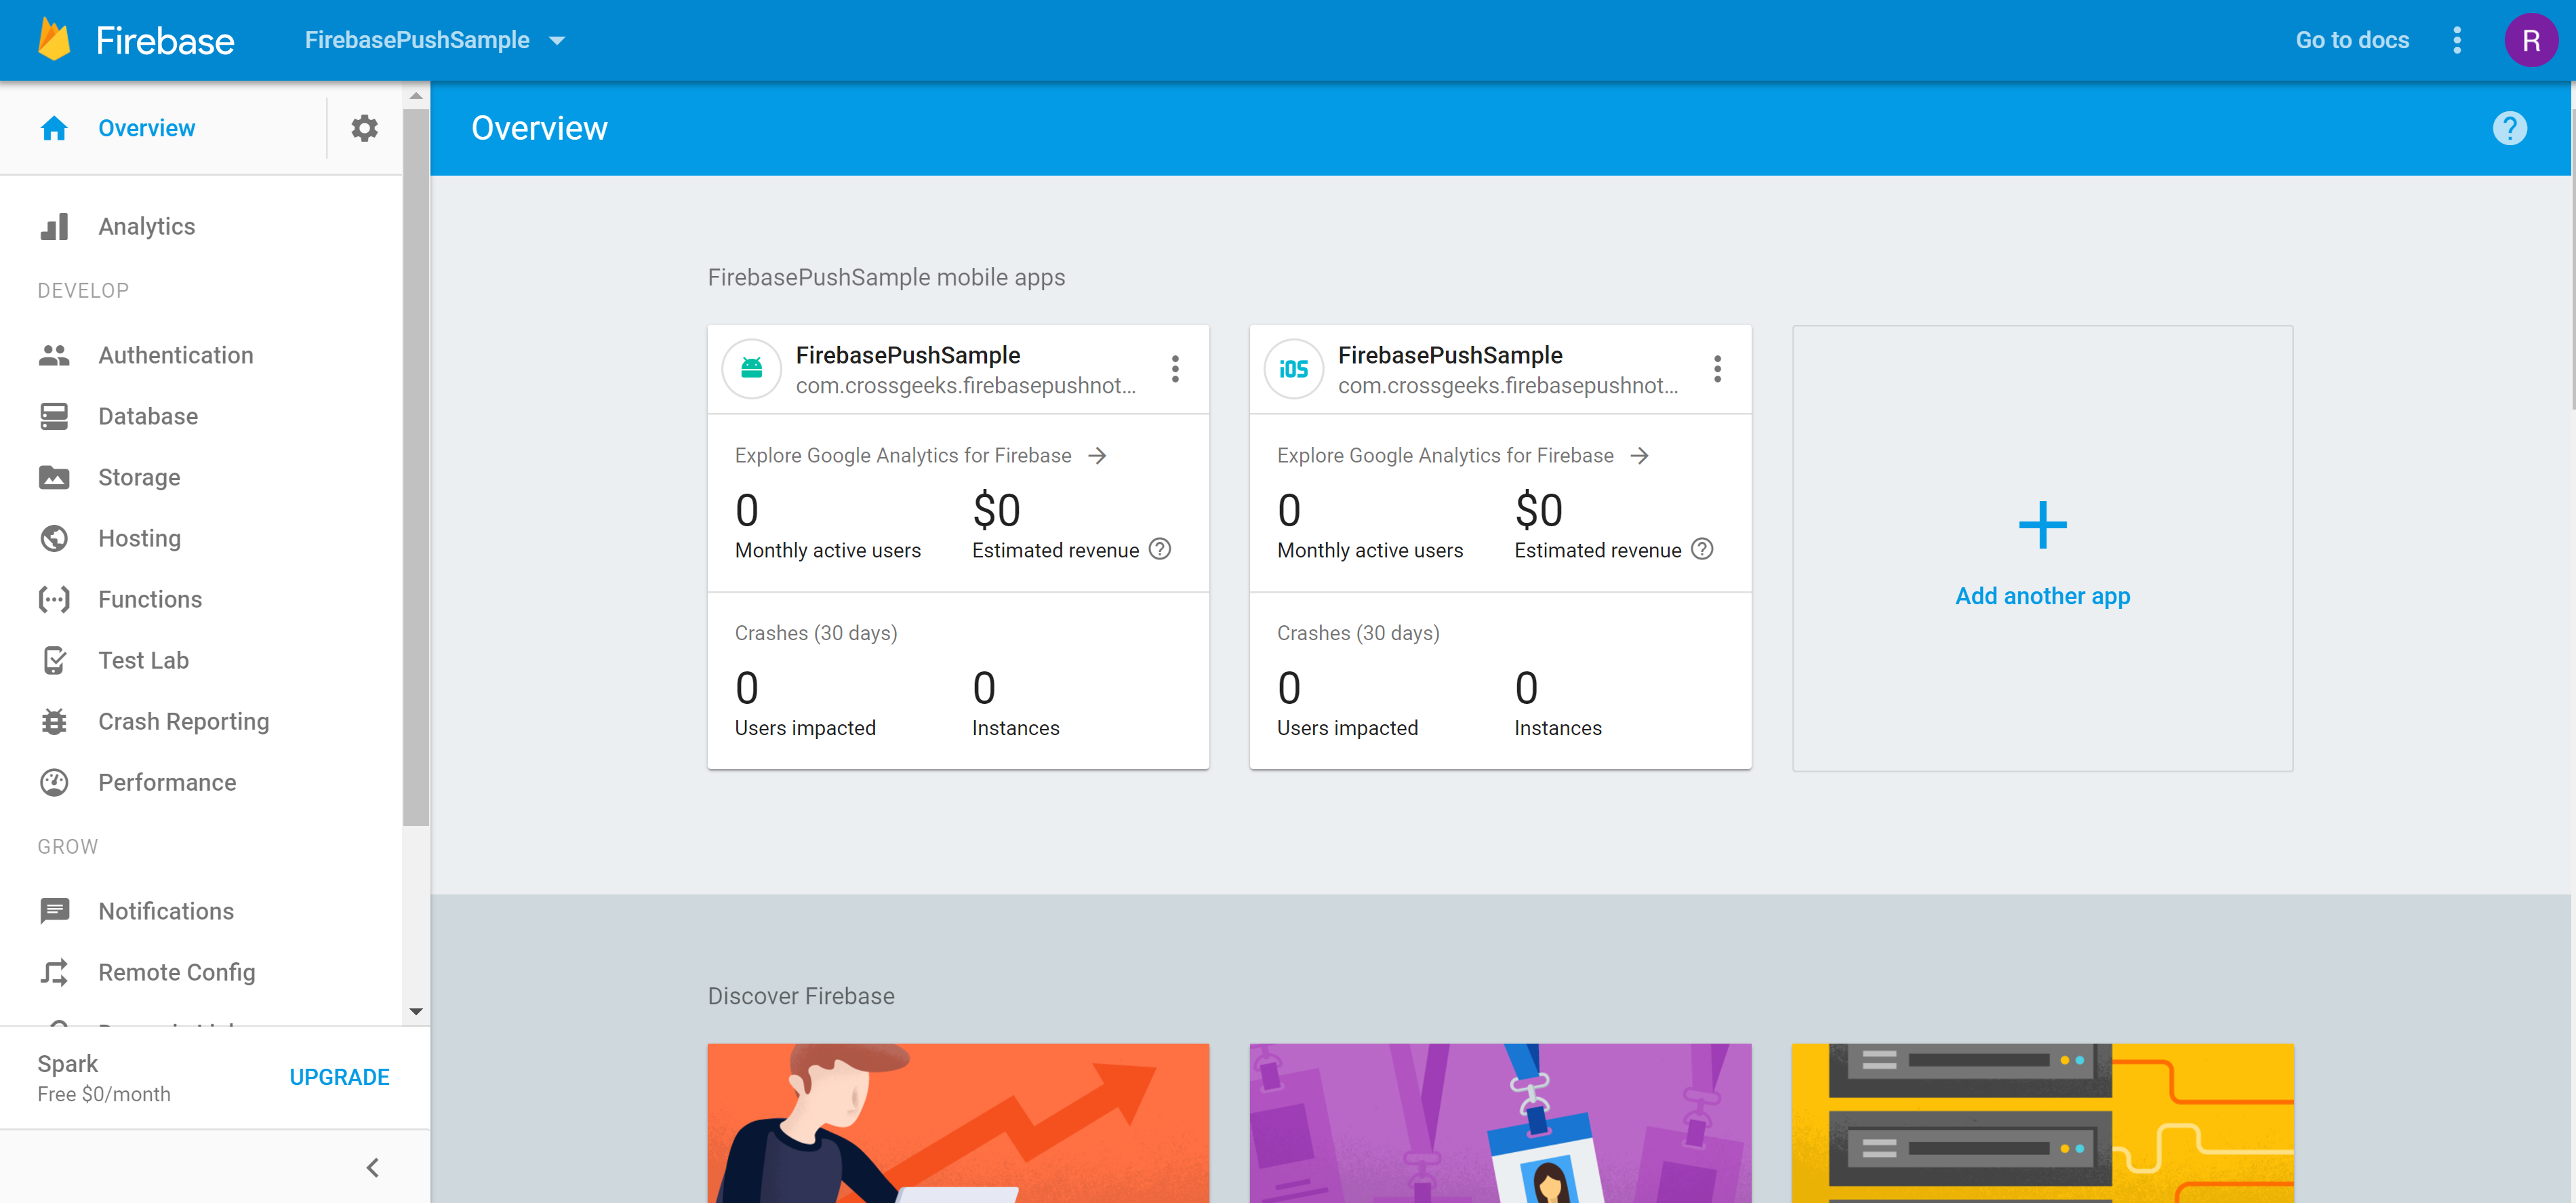 Firebase
FirebasePushSample
Go to docs
R
Overview
Overview
?
Analytics
DEVELOP
Authentication
Database
Storage
Hosting
Functions
Test Lab
Crash Reporting
Performance
GROW
Notifications
Remote Config
Spark
Free $0/month
UPGRADE
FirebasePushSample mobile apps
FirebasePushSample
com.crossgeeks.firebasepushnot...
Explore Google Analytics for Firebase
0 $0
Monthly active users Estimated revenue ?
Crashes (30 days)
0 0
Users impacted Instances
iOS
FirebasePushSample
com.crossgeeks.firebasepushnot...
Explore Google Analytics for Firebase
0 $0
Monthly active users Estimated revenue ?
Crashes (30 days)
0 0
Users impacted Instances
Add another app
Discover Firebase